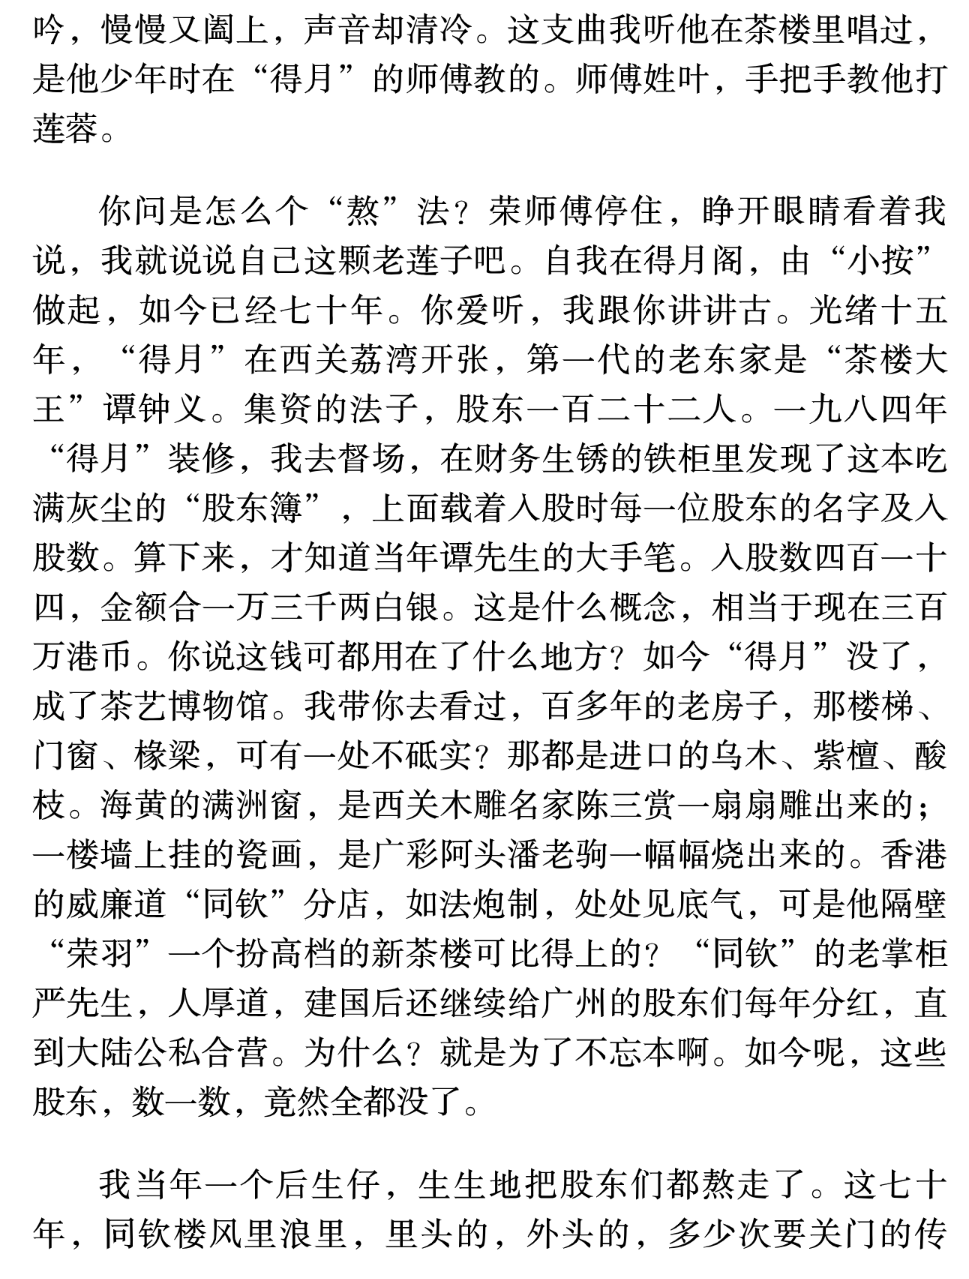 吟，慢慢又阖上，声音却清冷。这支曲我听他在茶楼里唱过，
是他少年时在“得月”的师傅教的。师傅姓叶，手把手教他打
莲蓉。
你问是怎么个“熬”法？荣师傅停住，睁开眼睛看着我
说，我就说说自己这颗老莲子吧。自我在得月阁，由“小按”
做起，如今已经七十年。你爱听，我跟你讲讲古。光绪十五
年，“得月”在西关荔湾开张，第一代的老东家是“茶楼大
王”谭钟义。集资的法子，股东一百二十二人。一九八四年
“得月”装修，我去督场，在财务生锈的铁柜里发现了这本吃
满灰尘的“股东簿”，上面载着入股时每一位股东的名字及入
股数。算下来，才知道当年谭先生的大手笔。入股数四百一十
四，金额合一万三千两白银。这是什么概念，相当于现在三百
万港币。你说这钱可都用在了什么地方？如今“得月”没了，
成了茶艺博物馆。我带你去看过，百多年的老房子，那楼梯、
门窗、椽梁，可有一处不砥实？那都是进口的乌木、紫檀、酸
枝。海黄的满洲窗，是西关木雕名家陈三赏一扇扇雕出来的；
一楼墙上挂的瓷画，是广彩阿头潘老驹一幅幅烧出来的。香港
的威廉道“同钦”分店，如法炮制，处处见底气，可是他隔壁
“荣羽”一个扮高档的新茶楼可比得上的？“同钦”的老掌柜
严先生，人厚道，建国后还继续给广州的股东们每年分红，直
到大陆公私合营。为什么？就是为了不忘本啊。如今呢，这些
股东，数一数，竟然全都没了。
我当年一个后生仔，生生地把股东们都熬走了。这七十
年，同钦楼风里浪里，里头的，外头的，多少次要关门的传